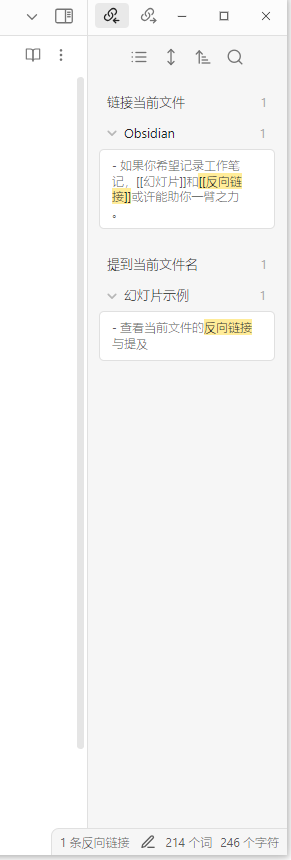 链接当前文件 1
Obsidian 1
- 如果你希望记录工作笔
记，[[幻灯片]]和[[反向链
接]]或许能助你一臂之力
。
提到当前文件名 1
幻灯片示例 1
- 查看当前文件的反向链接
与提及
1 条反向链接 214 个词 246 个字符